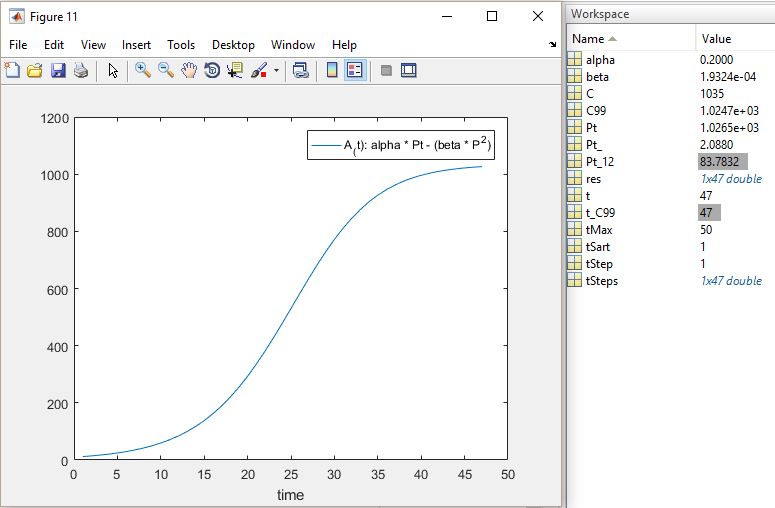 Figure 11
File Edit View Insert Tools Desktop Window Help
1200
1000
800
600
400
200
0
A(t): alpha * Pt - (beta * P2)
0 5 10 15 20 25 30 35 40 45 50
time
Workspace
Name Value
alpha 0.2000
beta 1.9324e-04
C 1035
C99 1.0247e+03
Pt 1.0265e+03
Pt_ 2.0880
Pt_12 83.7832
res 1x47 double
t 47
t_C99 47
tMax 50
tSart 1
tStep 1
tSteps 1x47 double